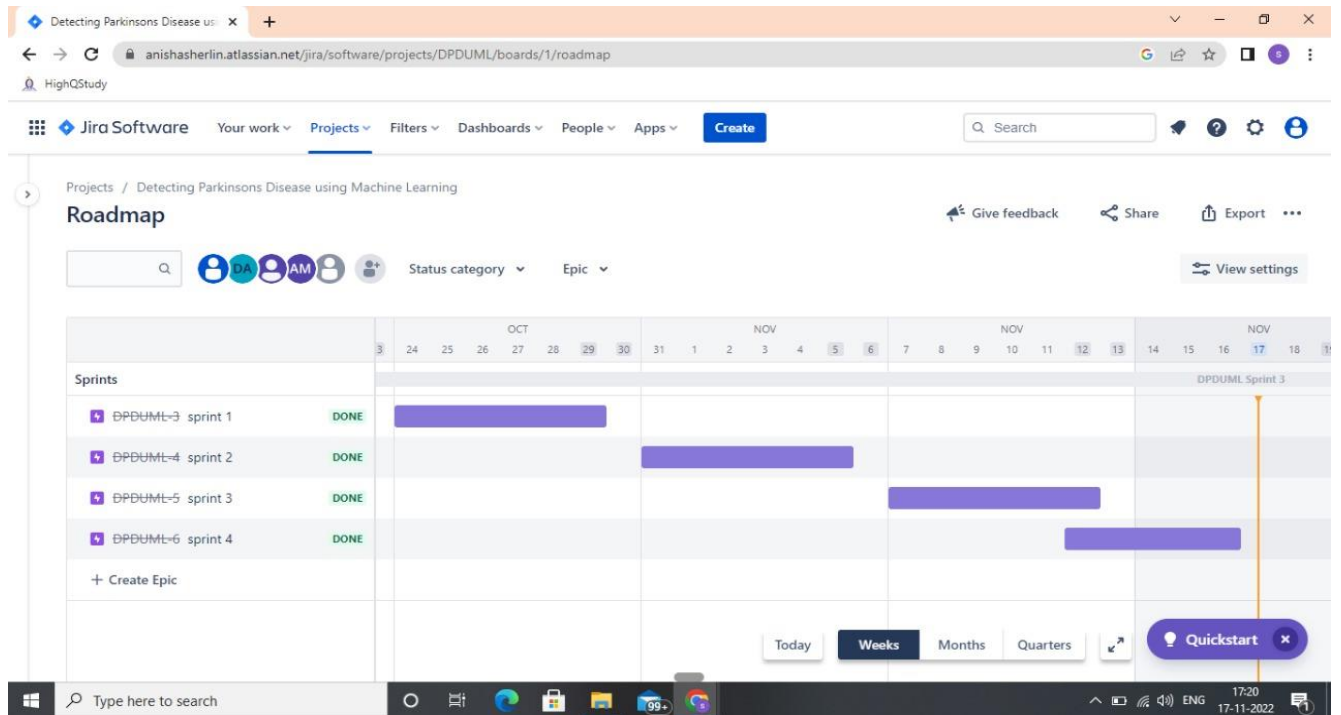 Detecting Parkinsons Disease us
anishasherlin.atlassian.net/jira/software/projects/DPDUML/boards/1/roadmap
G
s
HighQStudy
Jira Software Your work Projects Filters Dashboards People Apps Create Search
Projects / Detecting Parkinsons Disease using Machine Learning
Roadmap
Give feedback Share Export
DA AM Status category Epic View settings
OCT NOV NOV NOV
3 24 25 26 27 28 29 30 31 1 2 3 4 5 6 7 8 9 10 11 12 13 14 15 16 17 18
Sprints DPDUML Sprint 3
DPDUML-3 sprint 1 DONE
DPDUML-4 sprint 2 DONE
DPDUML-5 sprint 3 DONE
DPDUML-6 sprint 4 DONE
+ Create Epic
Today Weeks Months Quarters Quickstart
Type here to search 99+ ENG 17:20
17-11-2022